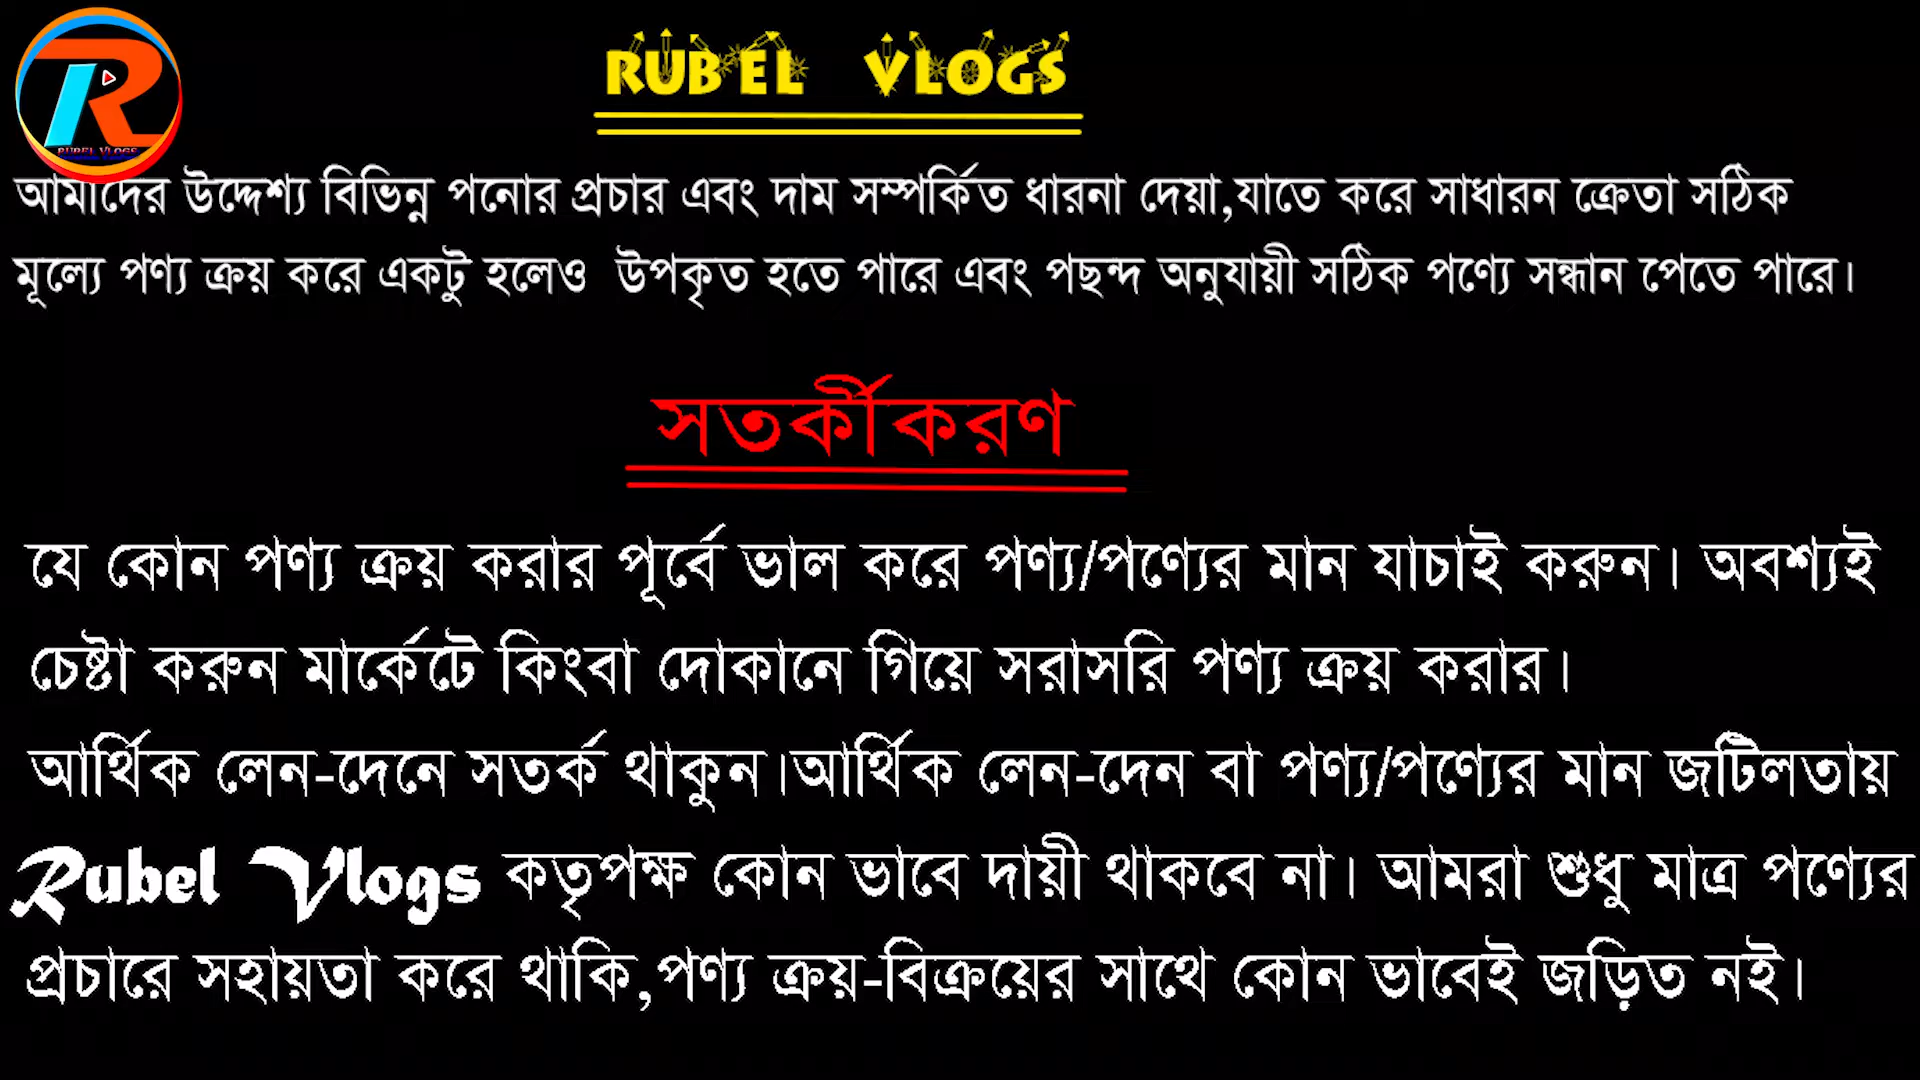 RUBEL VLOGS
RUBEL VLOGS
আমাদের উদ্দেশ্য বিভিন্ন পনোর প্রচার এবং দাম সম্পর্কিত ধারনা দেয়া,যাতে করে সাধারন ক্রেতা সঠিক
মূল্যে পণ্য ক্রয় করে একটু হলেও উপকৃত হতে পারে এবং পছন্দ অনুযায়ী সঠিক পণ্যে সন্ধান পেতে পারে।
সতর্কীকরণ
যে কোন পণ্য ক্রয় করার পূর্বে ভাল করে পণ্য/পণ্যের মান যাচাই করুন। অবশ্যই
চেষ্টা করুন মার্কেটে কিংবা দোকানে গিয়ে সরাসরি পণ্য ক্রয় করার।
আর্থিক লেন-দেনে সতর্ক থাকুন।আর্থিক লেন-দেন বা পণ্য/পণ্যের মান জটিলতায়
Rubel Vlogs কতৃপক্ষ কোন ভাবে দায়ী থাকবে না। আমরা শুধু মাত্র পণ্যের
প্রচারে সহায়তা করে থাকি,পণ্য ক্রয়-বিক্রয়ের সাথে কোন ভাবেই জড়িত নই।